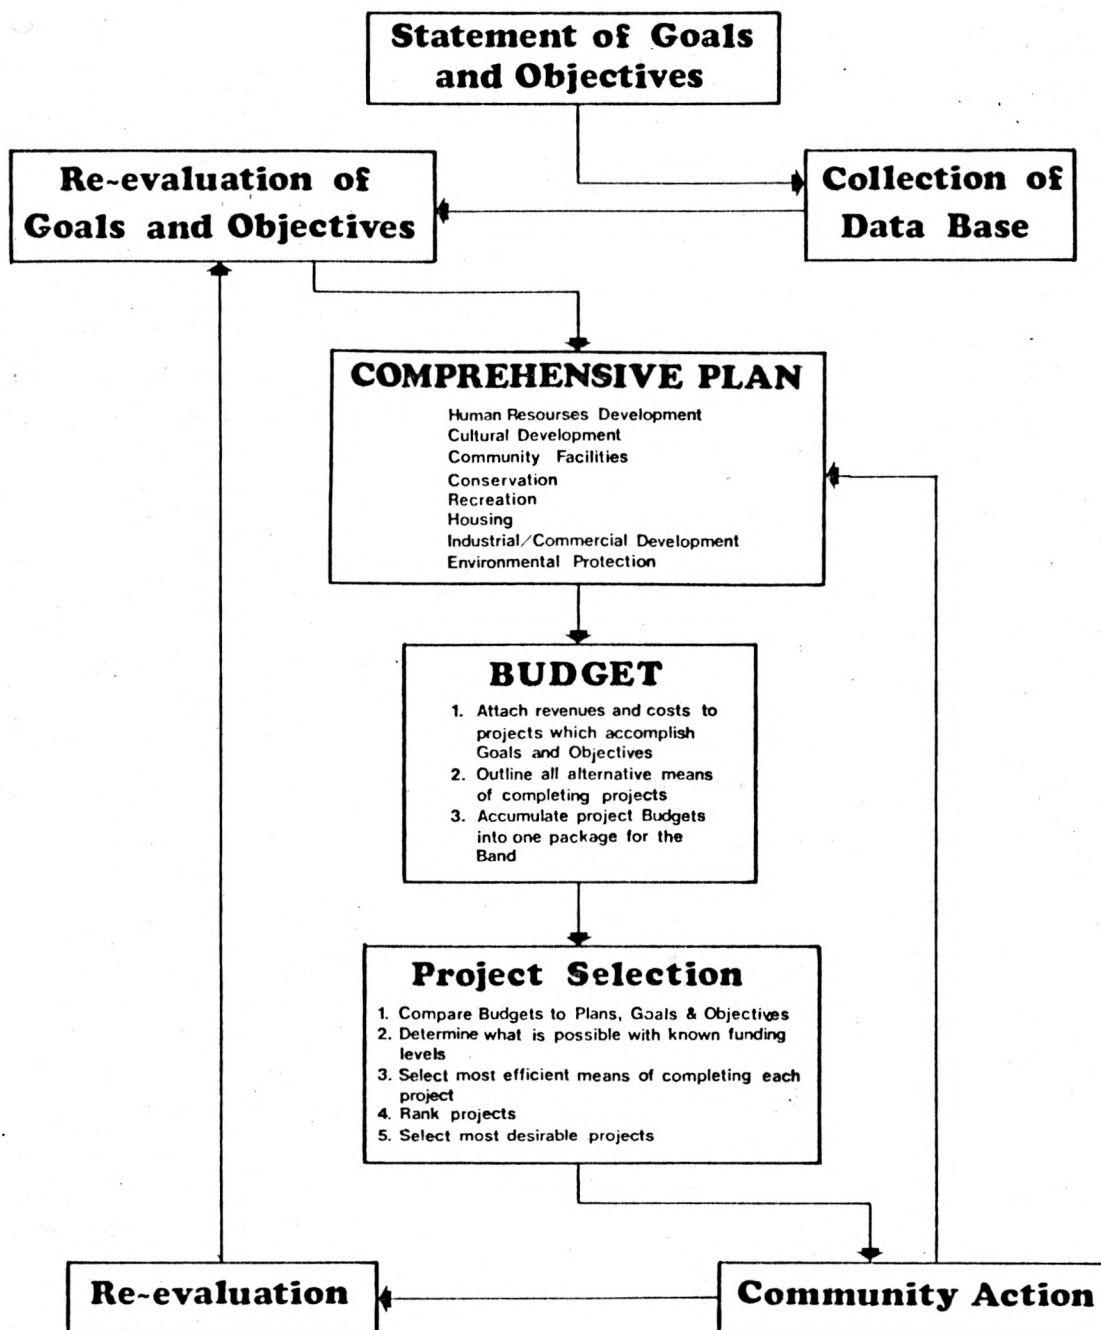 Statement of Goals
and Objectives
Re-evaluation of
Goals and Objectives
Collection of
Data Base
COMPREHENSIVE PLAN
Human Resourses Development
Cultural Development
Community Facilities
Conservation
Recreation
Housing
Industrial/Commercial Development
Environmental Protection
BUDGET
1. Attach revenues and costs to
projects which accomplish
Goals and Objectives
2. Outline all alternative means
of completing projects
3. Accumulate project Budgets
into one package for the
Band
Project Selection
1. Compare Budgets to Plans, Goals & Objectives
2. Determine what is possible with known funding
levels
3. Select most efficient means of completing each
project
4. Rank projects
5. Select most desirable projects
Re-evaluation
Community Action